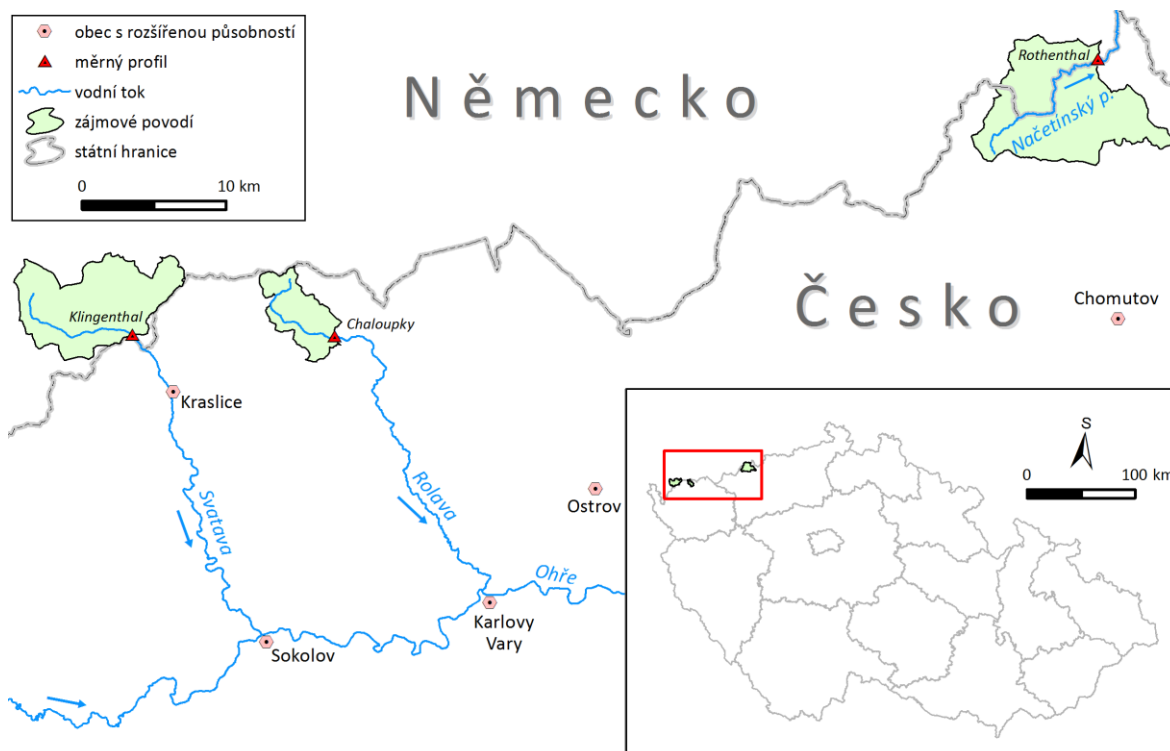 obec s rozšířenou působností
měrný profil
vodní tok
zájmové povodí
státní hranice
0 10 km
Německo
Rothenthal
Načetínský p.
Klingenthal
Chaloupky
Česko
Chomutov
Kraslice
Svatava
Rolava
Ostrov
Ohře
Karlovy
Vary
Sokolov
S
0 100 km